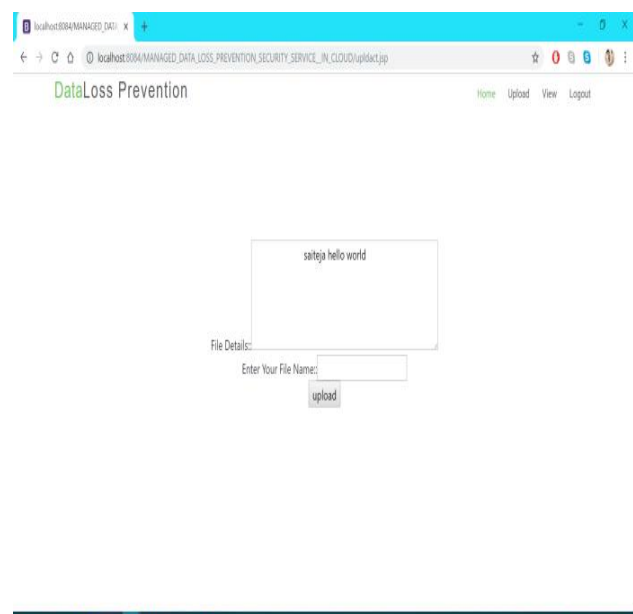 localhost:8084/MANAGED_DATA
localhost:8084/MANAGED_DATA_LOSS_PREVENTION_SECURITY_SERVICE__IN_CLOUD/upldact.jsp
DataLoss Prevention
Home Upload View Logout
saiteja hello world
File Details::
Enter Your File Name::
upload